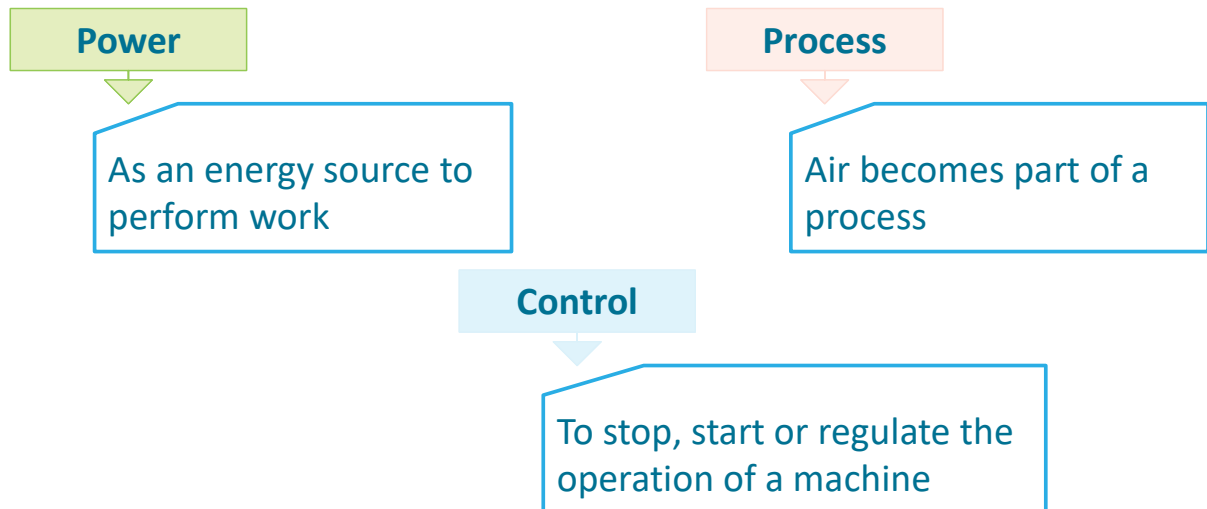 Power
As an energy source to
perform work
Process
Air becomes part of a
process
Control
To stop, start or regulate the
operation of a machine